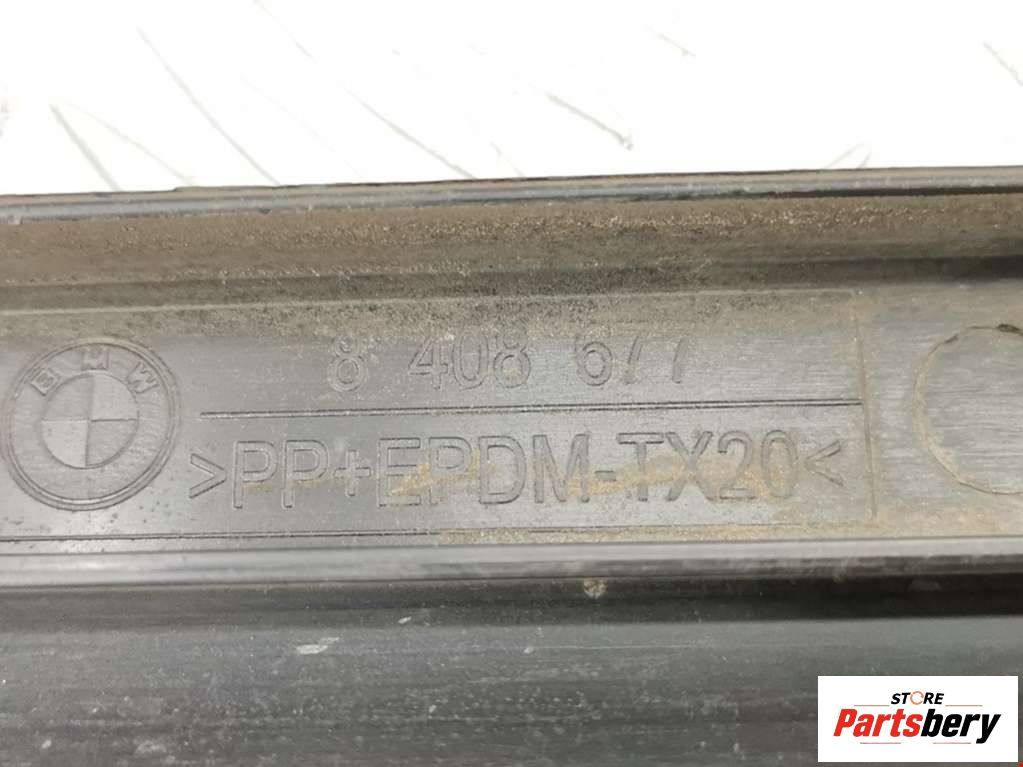 8 408 677
BMW
>PP+EPDM-TX20<
STORE
Partsbery